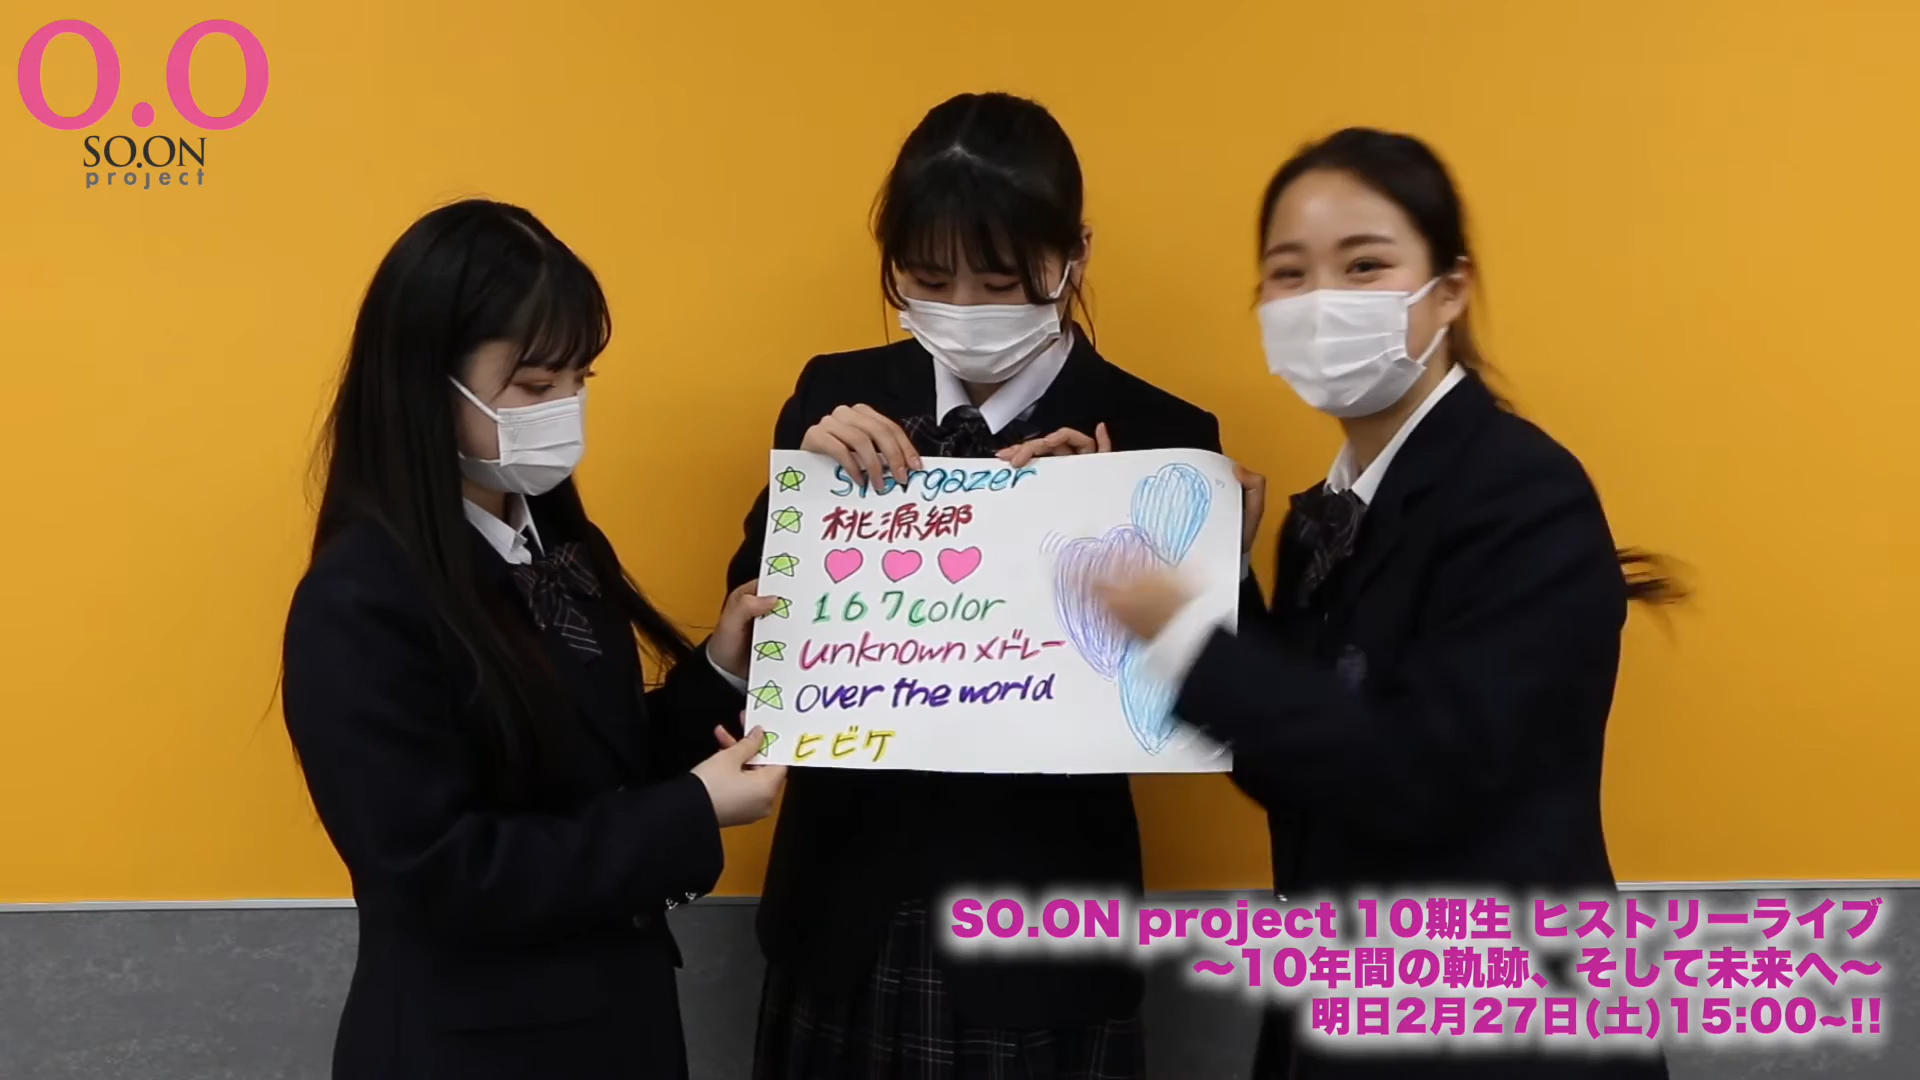 O.O
SO.ON
project
Stargazer
桃源郷
167color
unknownメドレー
over the world
ヒビケ
SO.ON project 10期生 ヒストリーライブ
～10年間の軌跡、そして未来へ～
明日2月27日(土)15:00~!!